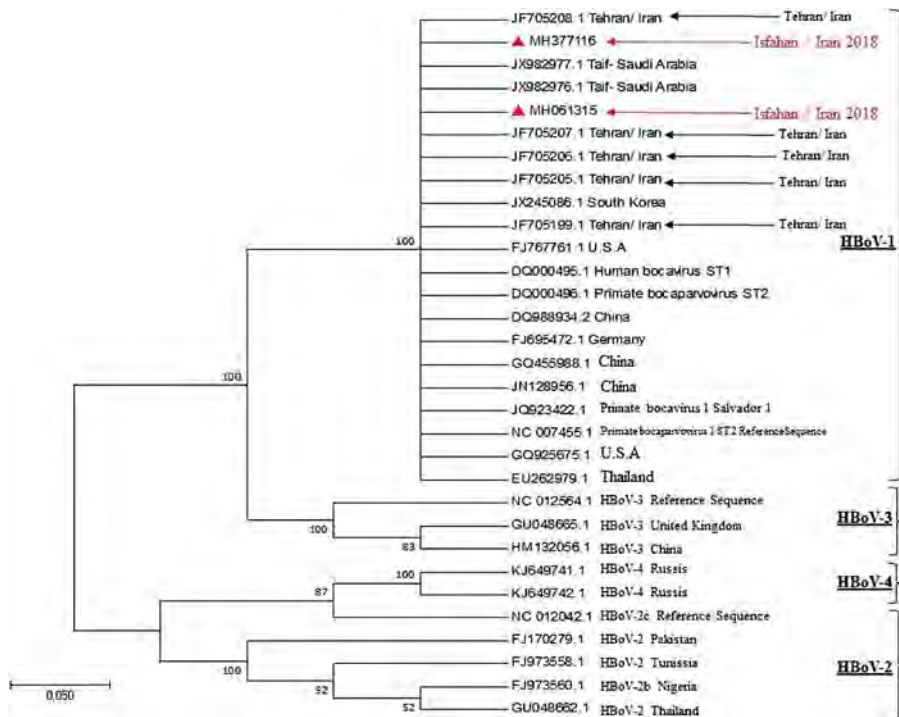 JF705208.1 Tehran/ Iran Tehran/ Iran
MH377116 Isfahan / Iran 2018
JX982977.1 Taif- Saudi Arabia
JX982976.1 Taif- Saudi Arabia
MH061315 Isfahan / Iran 2018
JF705207.1 Tehran/ Iran Tehran/ Iran
JF705206.1 Tehran/ Iran Tehran/ Iran
JF705205.1 Tehran/ Iran Tehran/ Iran
JX245086.1 South Korea
JF705199.1 Tehran/ Iran Tehran/ Iran
HBoV-1
100
FJ767761.1 U.S.A
DQ000495.1 Human bocavirus ST1
DQ000496.1 Primate bocaparvovirus ST2
DQ988934.2 China
FJ695472.1 Germany
GQ455988.1 China
100
JN128956.1 China
JQ923422.1 Primate bocavirus 1 Salvador 1
NC 007455.1 Primate bocaparvovirus 1 ST2 Reference Sequence
GQ925675.1 U.S.A
EU262979.1 Thailand
NC 012564.1 HBoV-3 Reference Sequence
100
GU048665.1 HBoV-3 United Kingdom
HBoV-3
83
HM132056.1 HBoV-3 China
100
KJ649741.1 HBoV-4 Russis
HBoV-4
87
KJ649742.1 HBoV-4 Russis
NC 012042.1 HBoV-2c Reference Sequence
FJ170279.1 HBoV-2 Pakistan
100
FJ973558.1 HBoV-2 Tunissia
HBoV-2
52
FJ973560.1 HBoV-2b Nigeria
52
GU048662.1 HBoV-2 Thailand
0.050